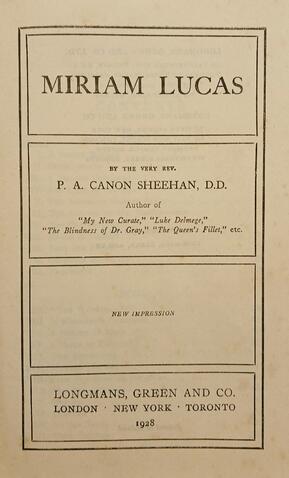 MIRIAM LUCAS
BY THE VERY REV.
P. A. CANON SHEEHAN, D.D.
Author of
"My New Curate," "Luke Delmege,"
"The Blindness of Dr. Gray," "The Queen's Fillet," etc.
NEW IMPRESSION
LONGMANS, GREEN AND CO.
LONDON · NEW YORK · TORONTO
1928